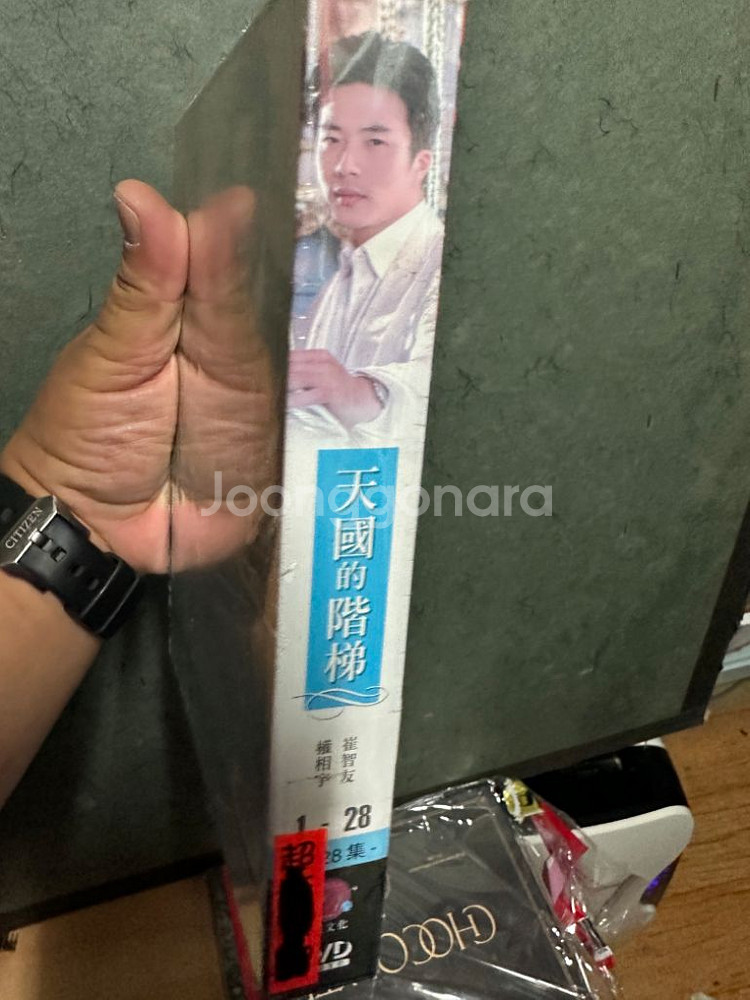 天國的階梯
崔智友
權相宇
1 - 28
28集-
超
文化
CITIZEN
Joonggonara